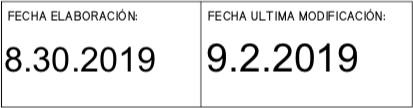 FECHA ELABORACIÓN:
8.30.2019
FECHA ULTIMA MODIFICACIÓN:
9.2.2019